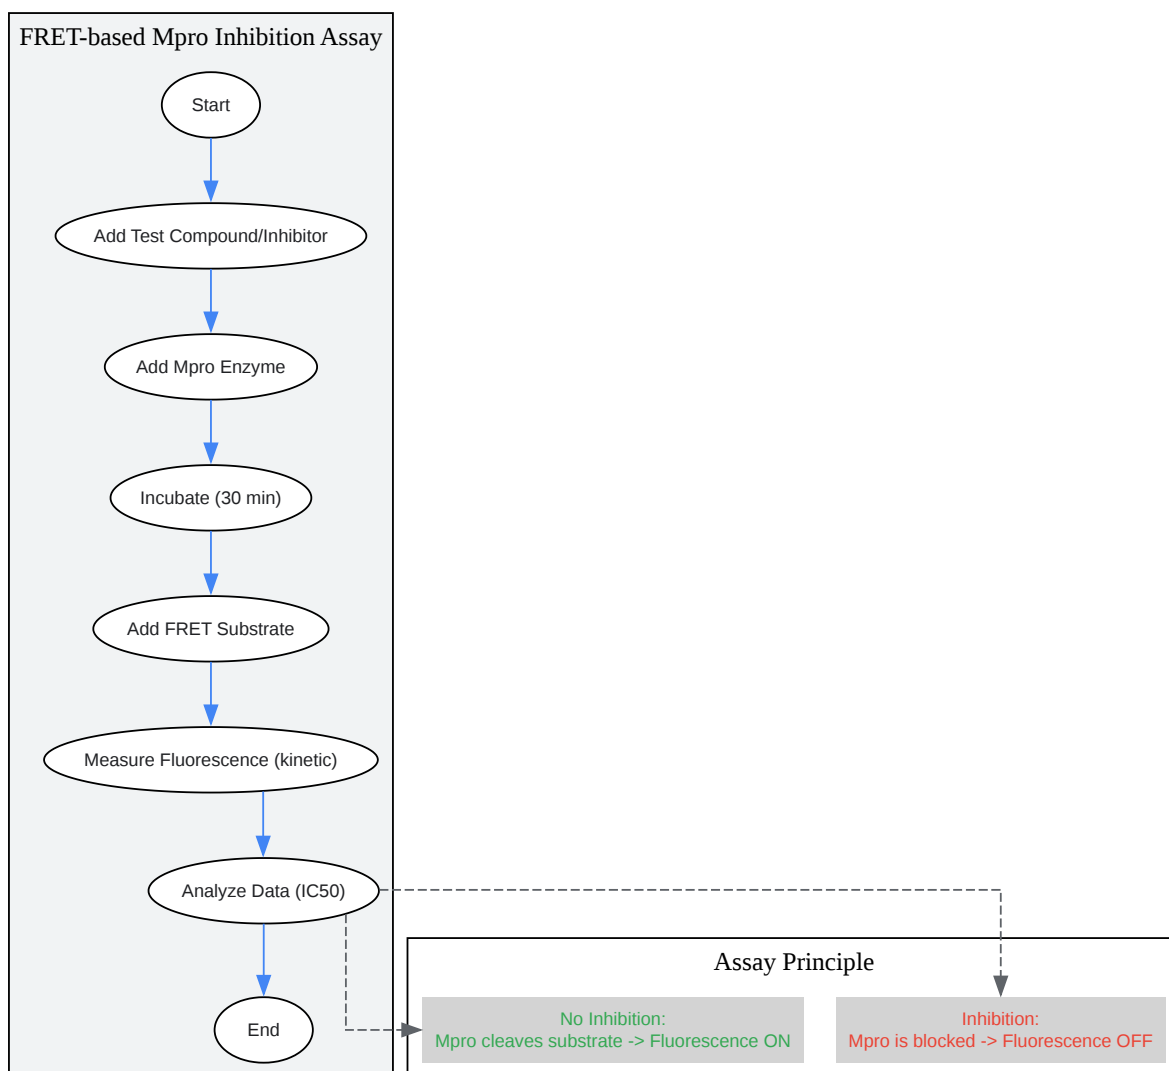 FRET-based Mpro Inhibition Assay
Start
Add Test Compound/Inhibitor
Add Mpro Enzyme
Incubate (30 min)
Add FRET Substrate
Measure Fluorescence (kinetic)
Analyze Data (IC50)
End
Assay Principle
No Inhibition:
Mpro cleaves substrate -> Fluorescence ON
Inhibition:
Mpro is blocked -> Fluorescence OFF